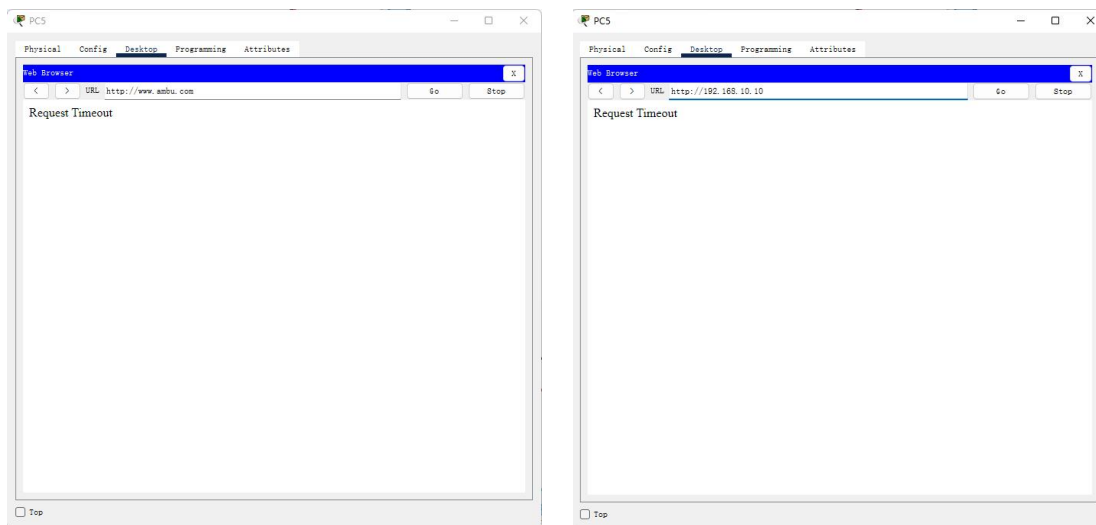 PC5
Physical Config Desktop Programming Attributes
Web Browser X
< > URL http://www.ambu.com Go Stop
Request Timeout
Top
PC5
Physical Config Desktop Programming Attributes
Web Browser X
< > URL http://192.168.10.10 Go Stop
Request Timeout
Top